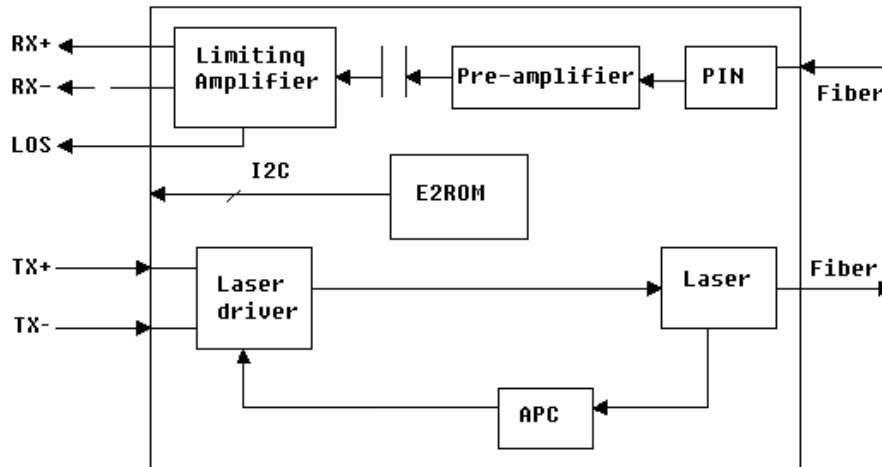 RX+
Limitinq
Amplifier
Pre-amplifier
PIN
RX-
Fiber
LOS
I2C
E2ROM
TX+
Laser
driver
Laser
Fiber
TX-
APC